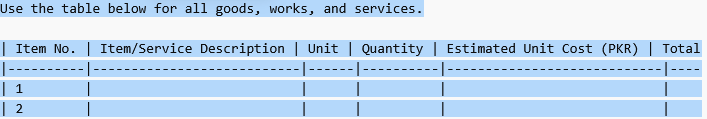 Use the table below for all goods, works, and services.
| Item No. | Item/Service Description | Unit | Quantity | Estimated Unit Cost (PKR) | Total
|----------|--------------------------|------|----------|---------------------------|----
| 1 | | | | |
| 2 | | | | |